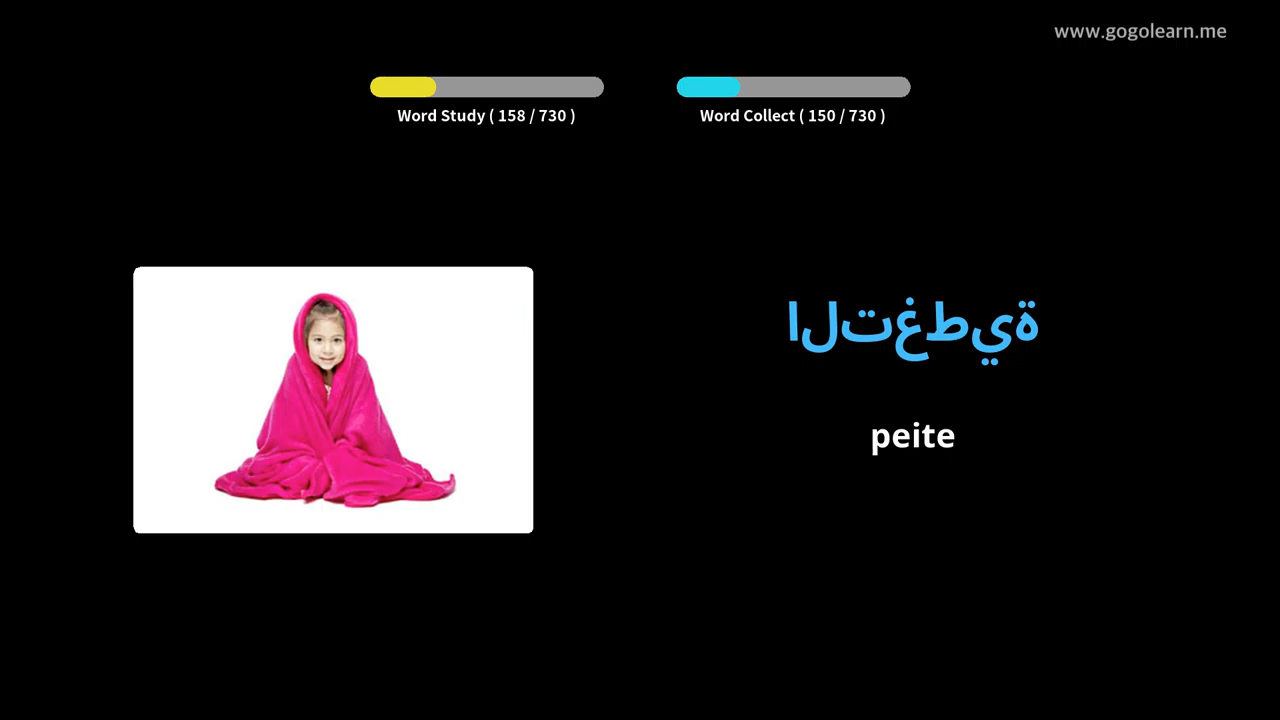 www.gogolearn.me
Word Study ( 158 / 730 )
Word Collect ( 150 / 730 )
التغطية
peite